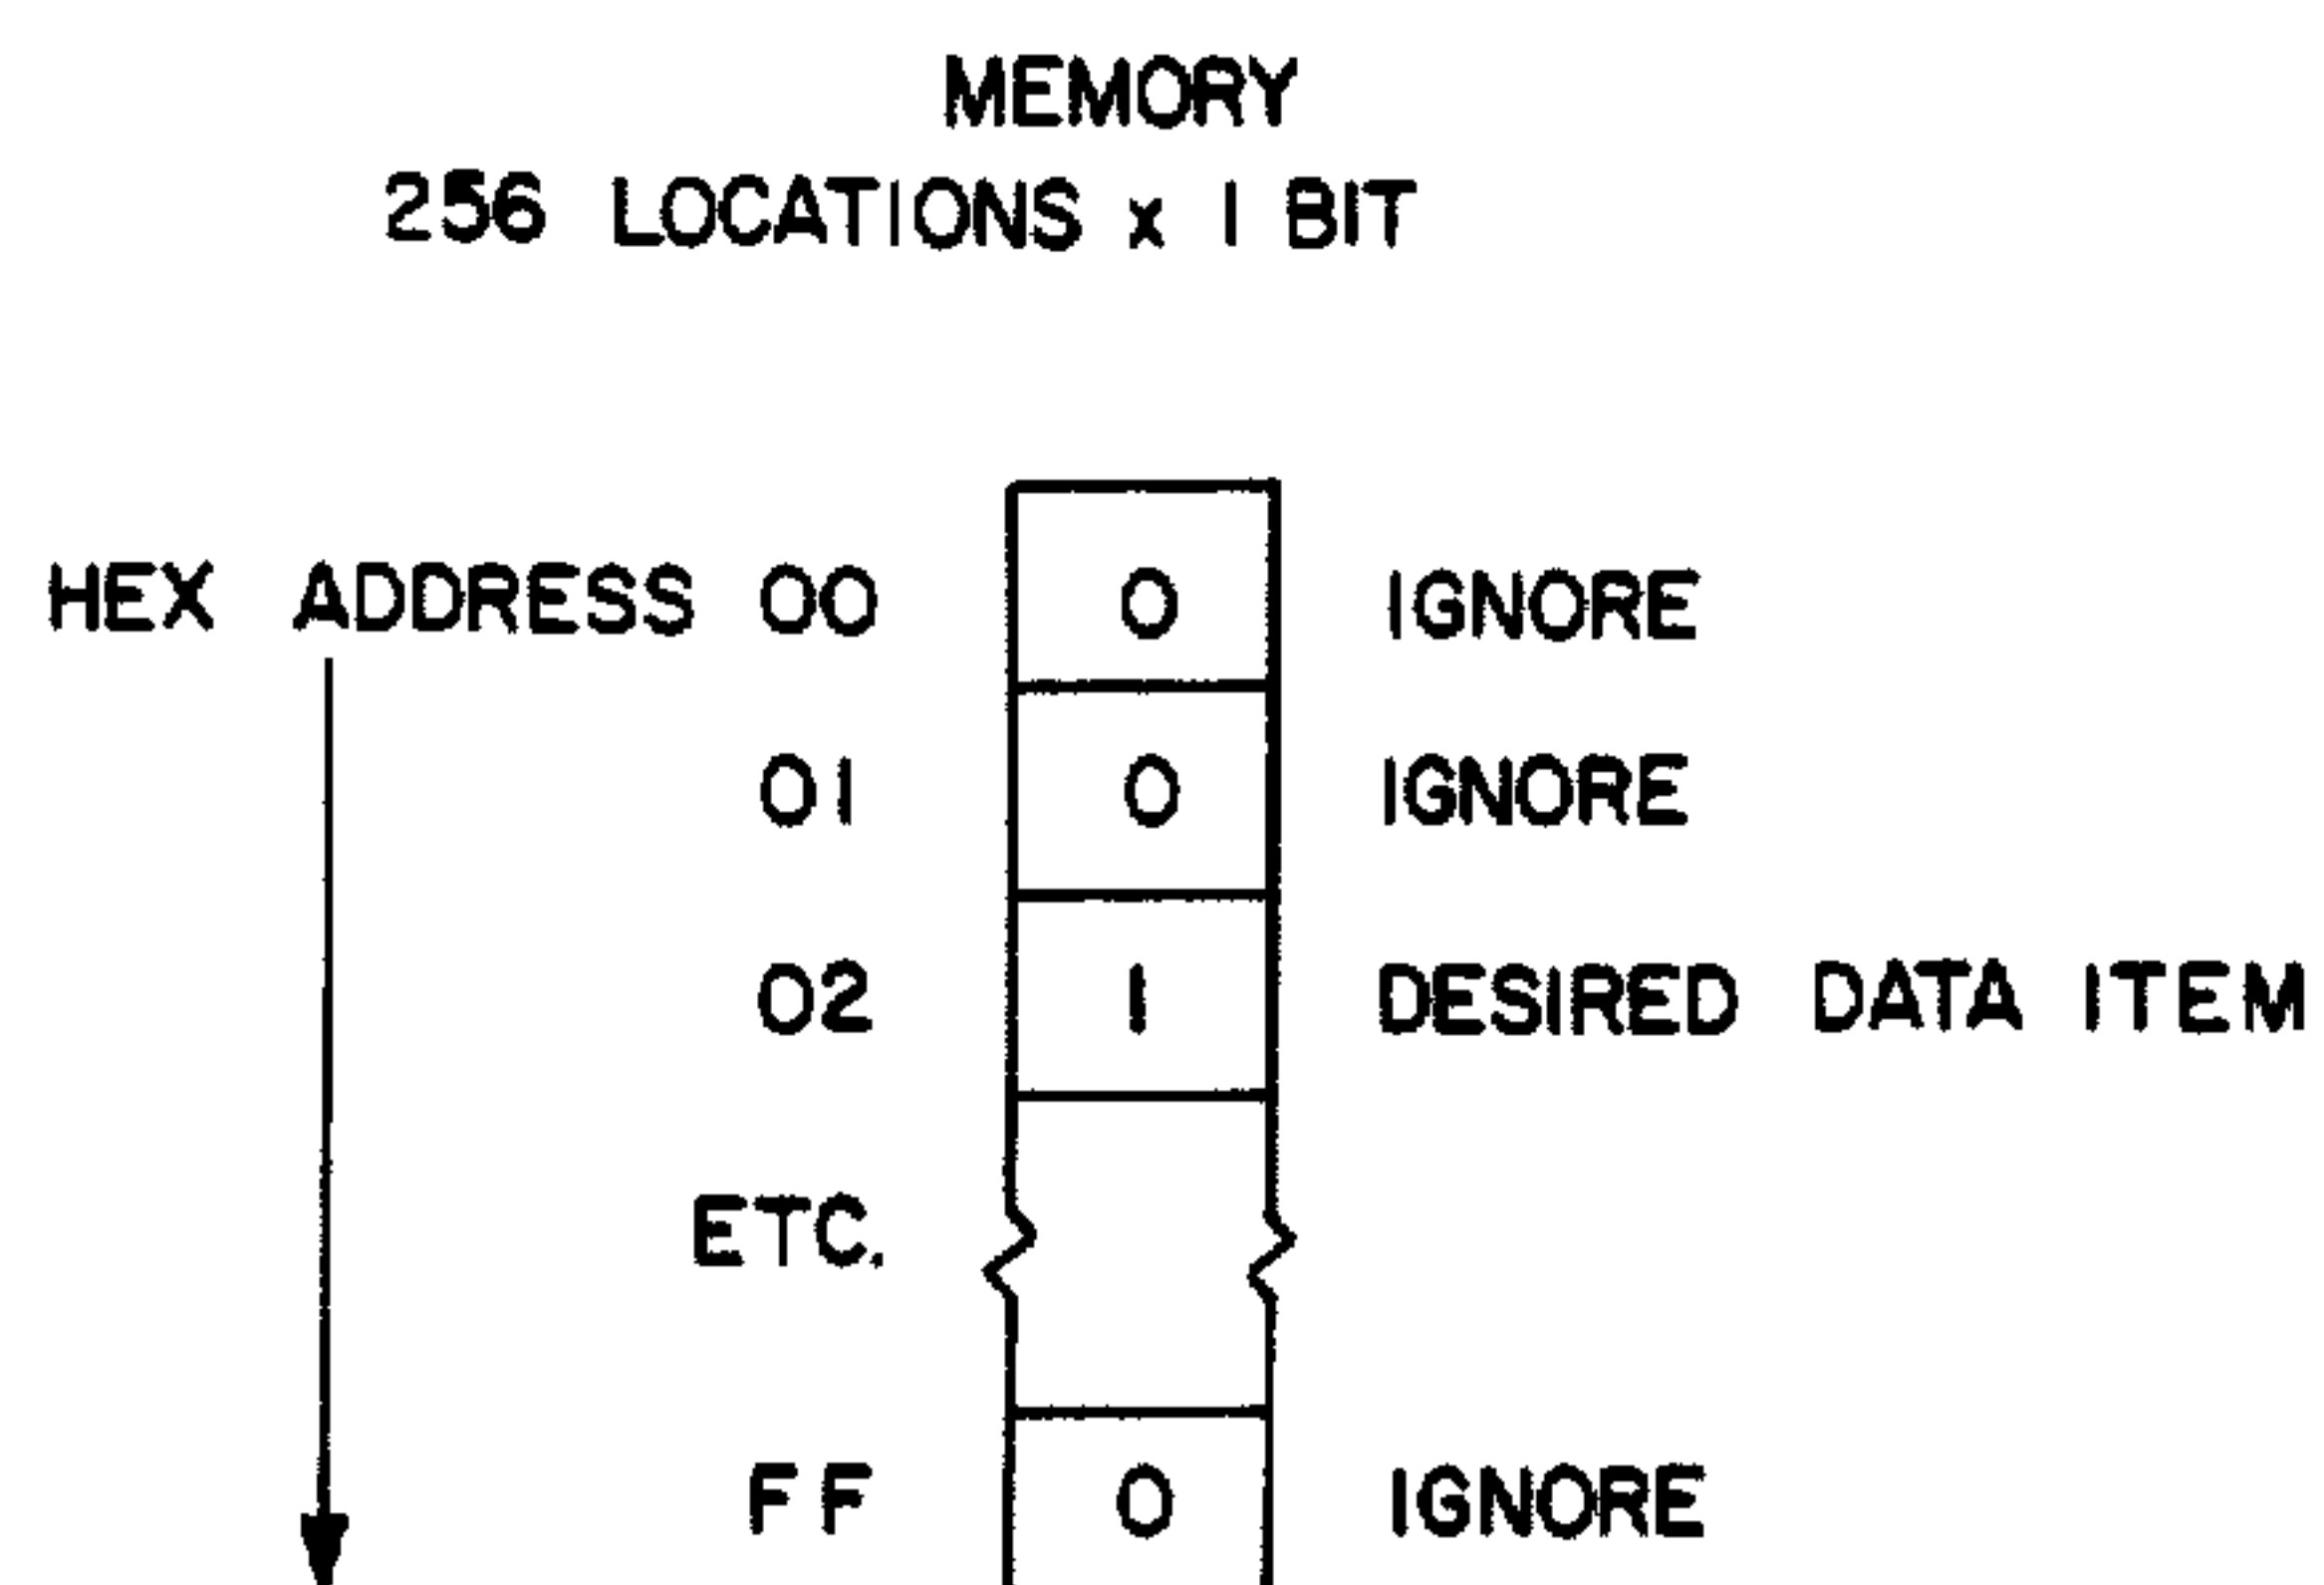 MEMORY
256 LOCATIONS x 1 BIT
HEX ADDRESS 00 0 IGNORE
01 0 IGNORE
02 1 DESIRED DATA ITEM
ETC.
FF 0 IGNORE